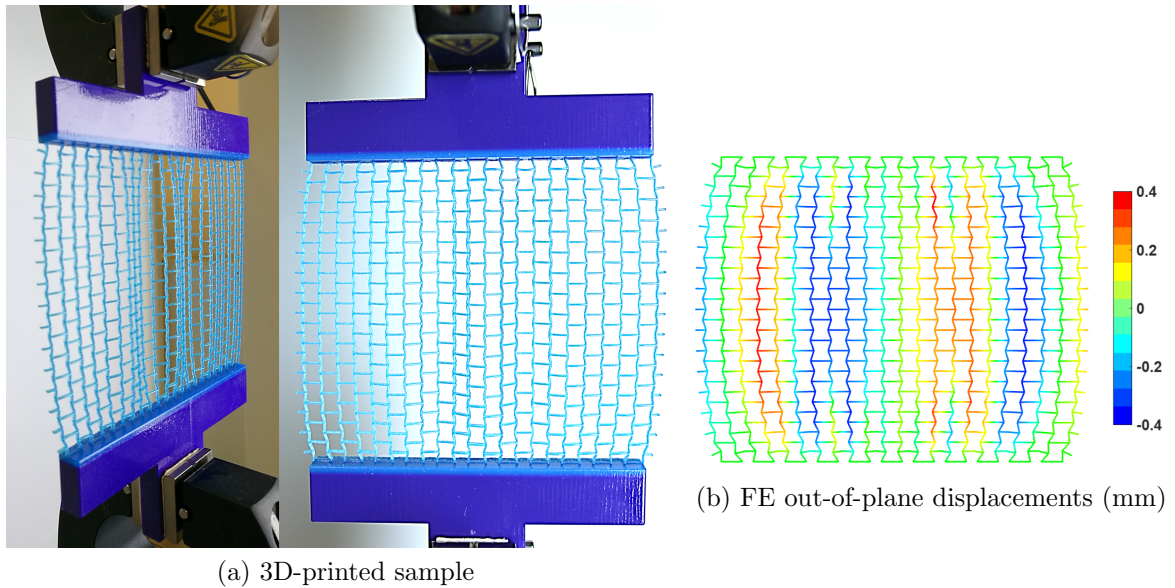 0.4
0.2
0
-0.2
-0.4
(b) FE out-of-plane displacements (mm)
(a) 3D-printed sample